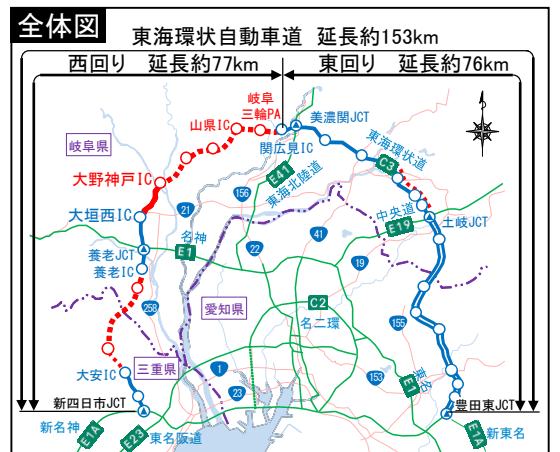 全体図
東海環状自動車道 延長約153km
西回り 延長約77km
東回り 延長約76km
岐阜
三輪PA
山県IC
美濃関JCT
関広見IC
岐阜県
東海環状道
C3
E41
東海北陸道
大野神戸IC
156
21
大垣西IC
中央道
E19
土岐JCT
41
22
名神
E1
養老JCT
養老IC
19
258
愛知県
C2
名二環
155
三重県
大安IC
1
23
153
東名
E1
新四日市JCT
豊田東JCT
新名神
E1A
E23
東名阪道
E1A
新東名